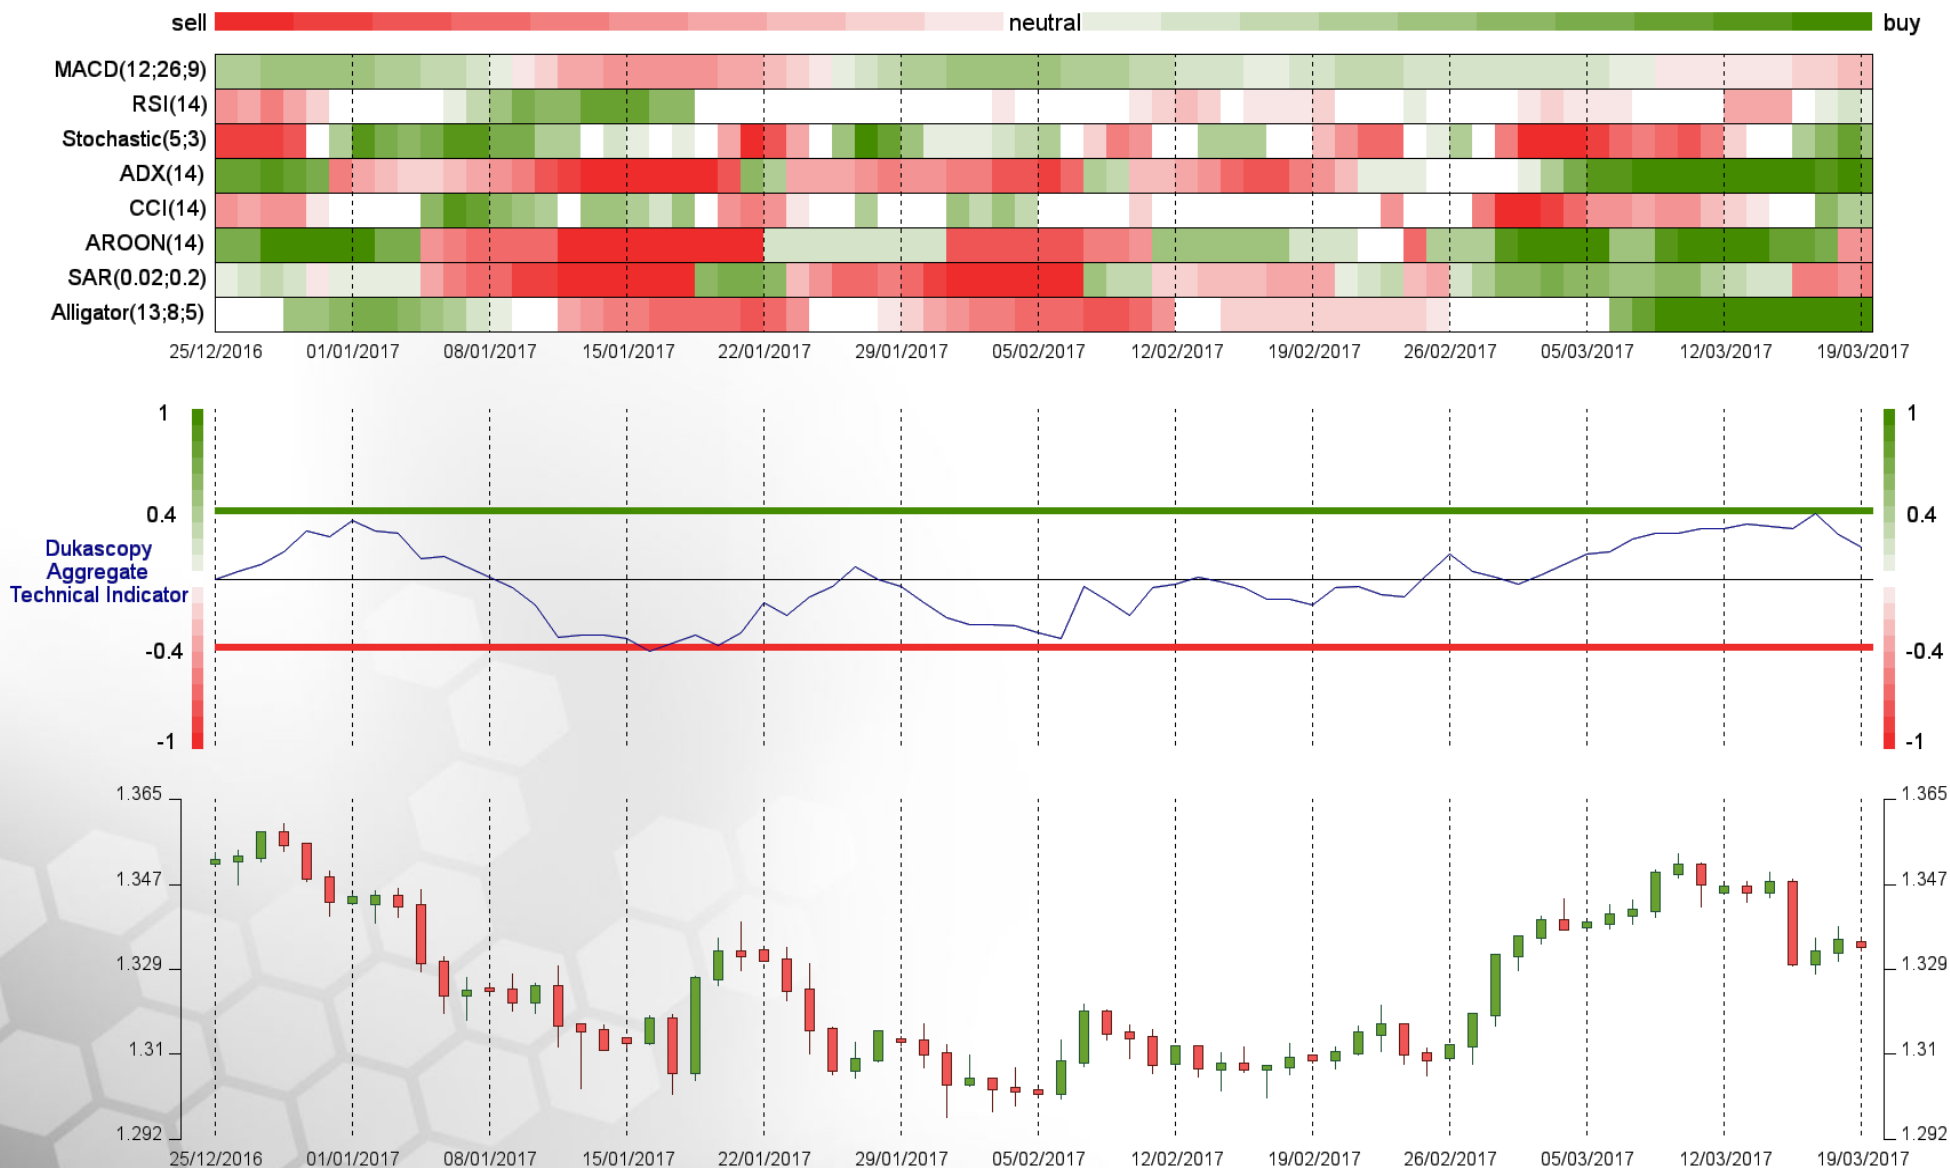 sell neutral buy
MACD(12;26;9)
RSI(14)
Stochastic(5;3)
ADX(14)
CCI(14)
AROON(14)
SAR(0.02;0.2)
Alligator(13;8;5)
25/12/2016 01/01/2017 08/01/2017 15/01/2017 22/01/2017 29/01/2017 05/02/2017 12/02/2017 19/02/2017 26/02/2017 05/03/2017 12/03/2017 19/03/2017
1 1
0.4 0.4
Dukascopy
Aggregate
Technical Indicator
-0.4 -0.4
-1 -1
1.365 1.365
1.347 1.347
1.329 1.329
1.31 1.31
1.292 1.292
25/12/2016 01/01/2017 08/01/2017 15/01/2017 22/01/2017 29/01/2017 05/02/2017 12/02/2017 19/02/2017 26/02/2017 05/03/2017 12/03/2017 19/03/2017